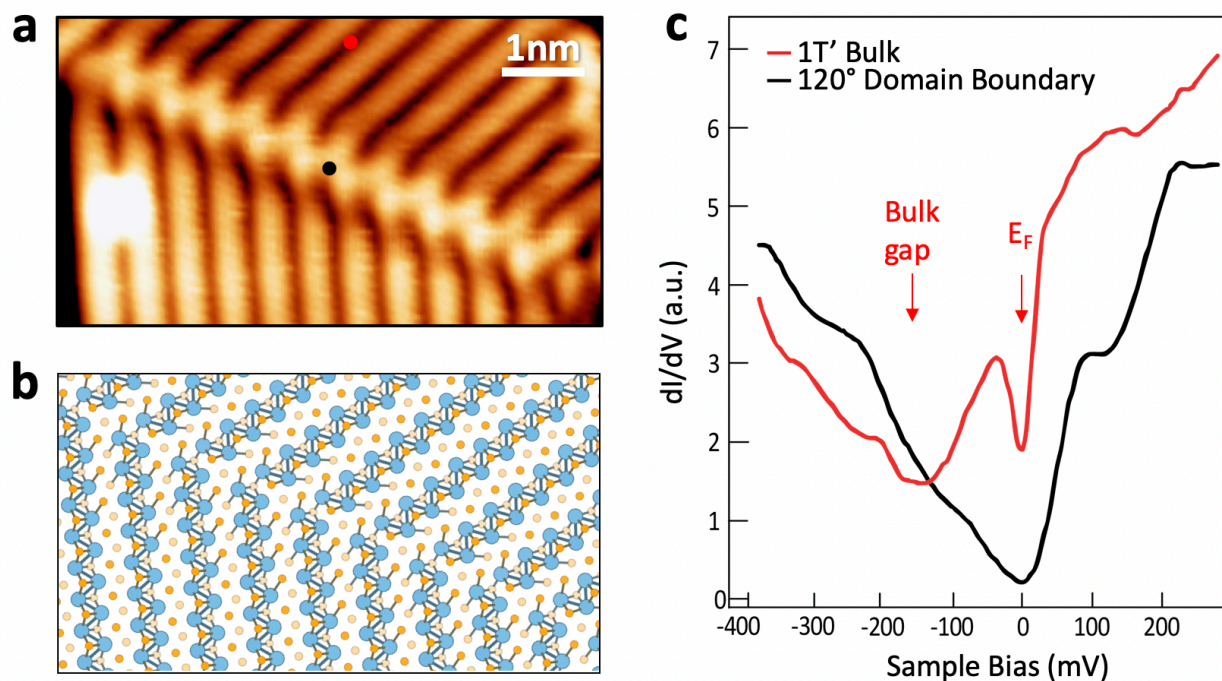 a
1nm
b
c
1T’ Bulk
120° Domain Boundary
Bulk
gap
E_F
dI/dV (a.u.)
7
6
5
4
3
2
1
0
-400
-300
-200
-100
0
100
200
Sample Bias (mV)